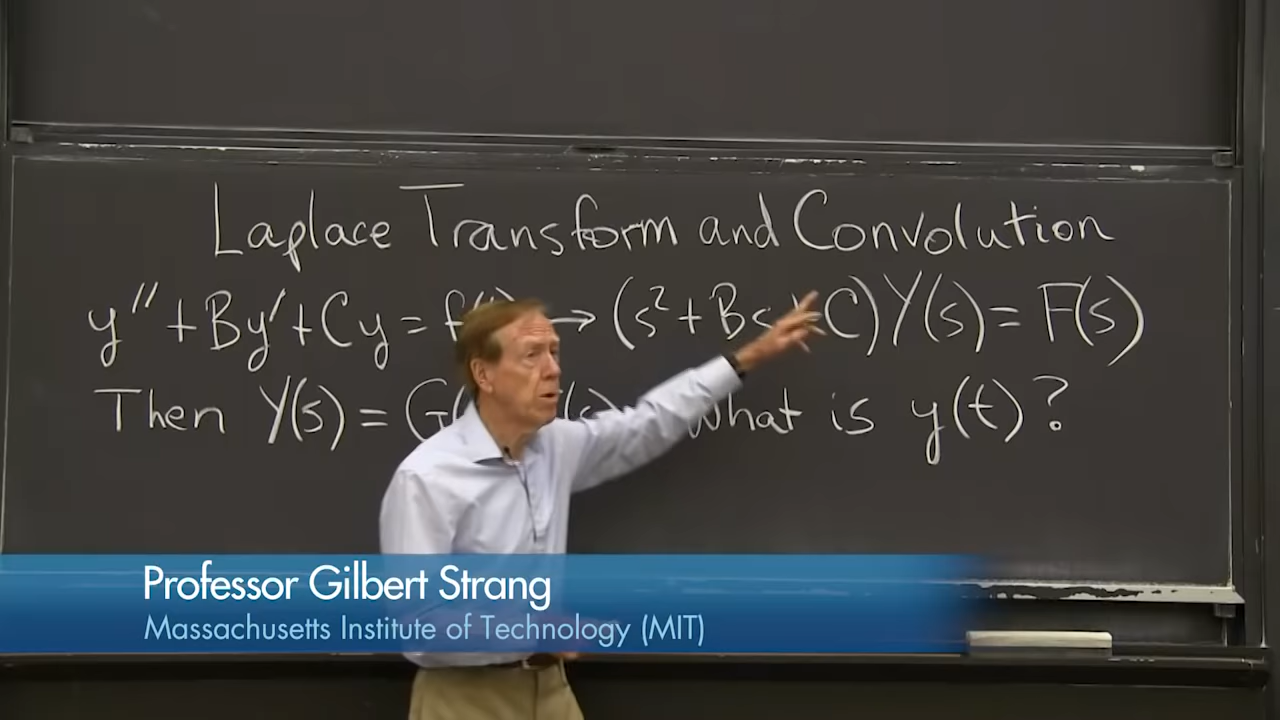 Laplace Transform and Convolution
y″ + By′ + Cy = f( → (s² + Bs + C)Y(s) = F(s)
Then Y(s) = G( (s) What is y(t)?
Professor Gilbert Strang
Massachusetts Institute of Technology (MIT)